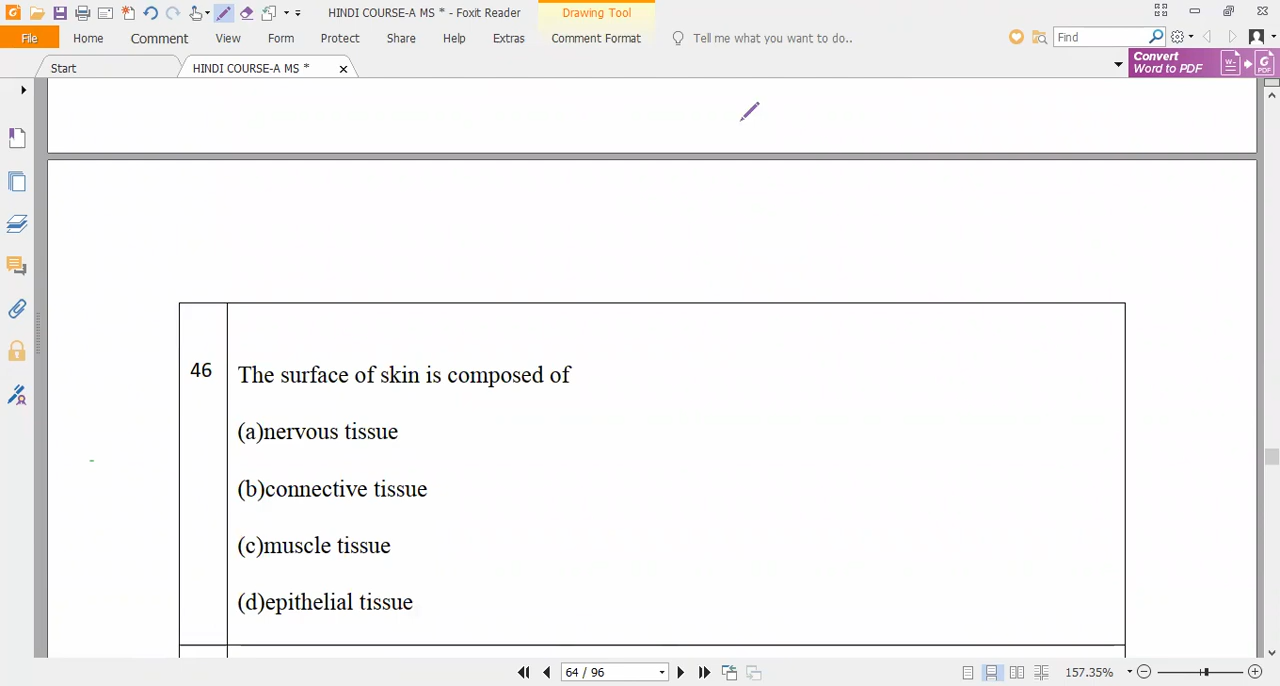 HINDI COURSE-A MS * - Foxit Reader
Drawing Tool
File
Home
Comment
View
Form
Protect
Share
Help
Extras
Comment Format
Tell me what you want to do..
Find
Start
HINDI COURSE-A MS *
Convert
Word to PDF
46
The surface of skin is composed of
(a)nervous tissue
(b)connective tissue
(c)muscle tissue
(d)epithelial tissue
64 / 96
157.35%